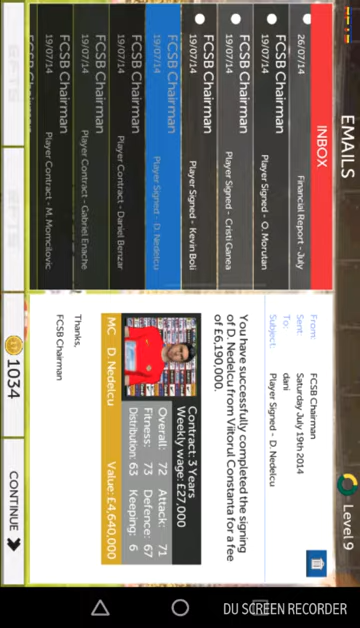 EMAILS
Level 9
INBOX
26/07/14
Financial Report - July
19/07/14
Player Signed - O. Morutan
FCSB Chairman
19/07/14
Player Signed - Cristi Ganea
FCSB Chairman
19/07/14
Player Signed - Kevin Boli
FCSB Chairman
19/07/14
Player Signed - D. Nedelcu
FCSB Chairman
19/07/14
Player Contract - Daniel Benzar
FCSB Chairman
19/07/14
Player Contract - Gabriel Enache
FCSB Chairman
19/07/14
Player Contract - M. Momcilovic
FCSB Chairman
From: FCSB Chairman
Sent: Saturday July 19th 2014
To: dani
Subject: Player Signed - D. Nedelcu
You have successfully completed the signing
of D. Nedelcu from Viitorul Constanta for a fee
of £6,190,000.
Contract: 3 Years
Weekly wage: £27,000
Overall: 72 Attack: 71
Fitness: 73 Defence: 67
Distribution: 63 Keeping: 6
MC D. Nedelcu Value: £4,640,000
Thanks,
FCSB Chairman
1034
CONTINUE
DU SCREEN RECORDER